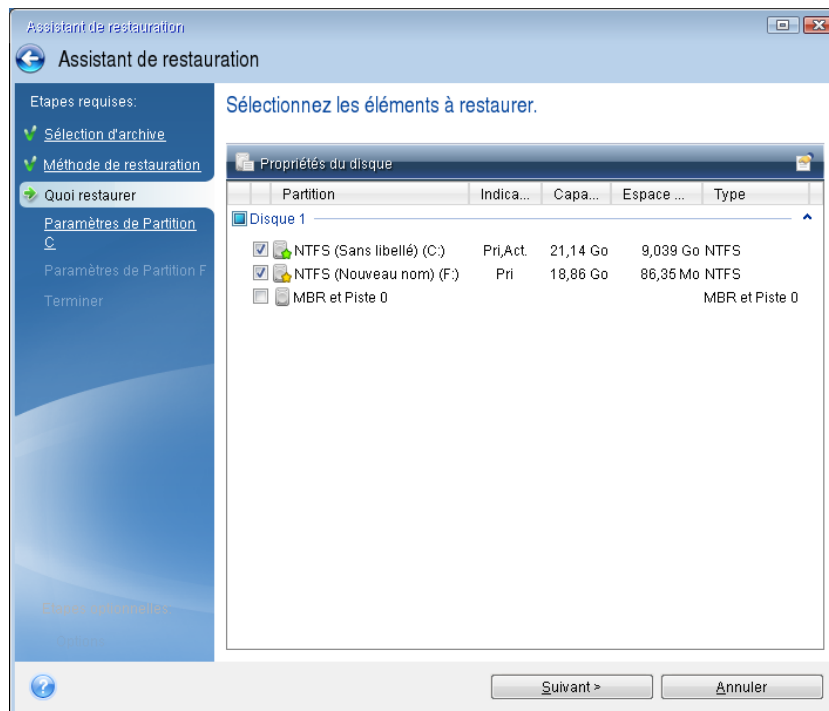 Assistant de restauration
Assistant de restauration
Etapes requises:
Sélection d'archive
Méthode de restauration
Quoi restaurer
Paramètres de Partition
C
Paramètres de Partition F
Terminer
Sélectionnez les éléments à restaurer.
Propriétés du disque
Partition Indica... Capa... Espace ... Type
Disque 1
NTFS (Sans libellé) (C:) Pri,Act. 21,14 Go 9,039 Go NTFS
NTFS (Nouveau nom) (F:) Pri 18,86 Go 86,35 Mo NTFS
MBR et Piste 0 MBR et Piste 0
Suivant >
Annuler